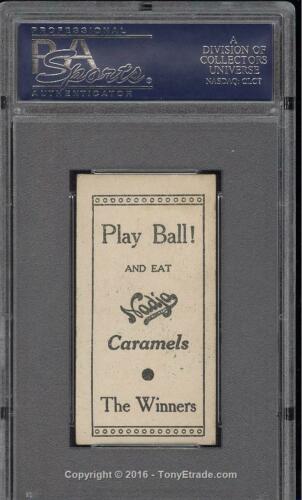 PROFESSIONAL
PSA
Sports
AUTHENTICATOR
A
DIVISION OF
COLLECTORS
UNIVERSE
NASDAQ: CLCT
Play Ball!
AND EAT
Nadja
Caramels
The Winners
Copyright © 2016 - TonyEtrade.com